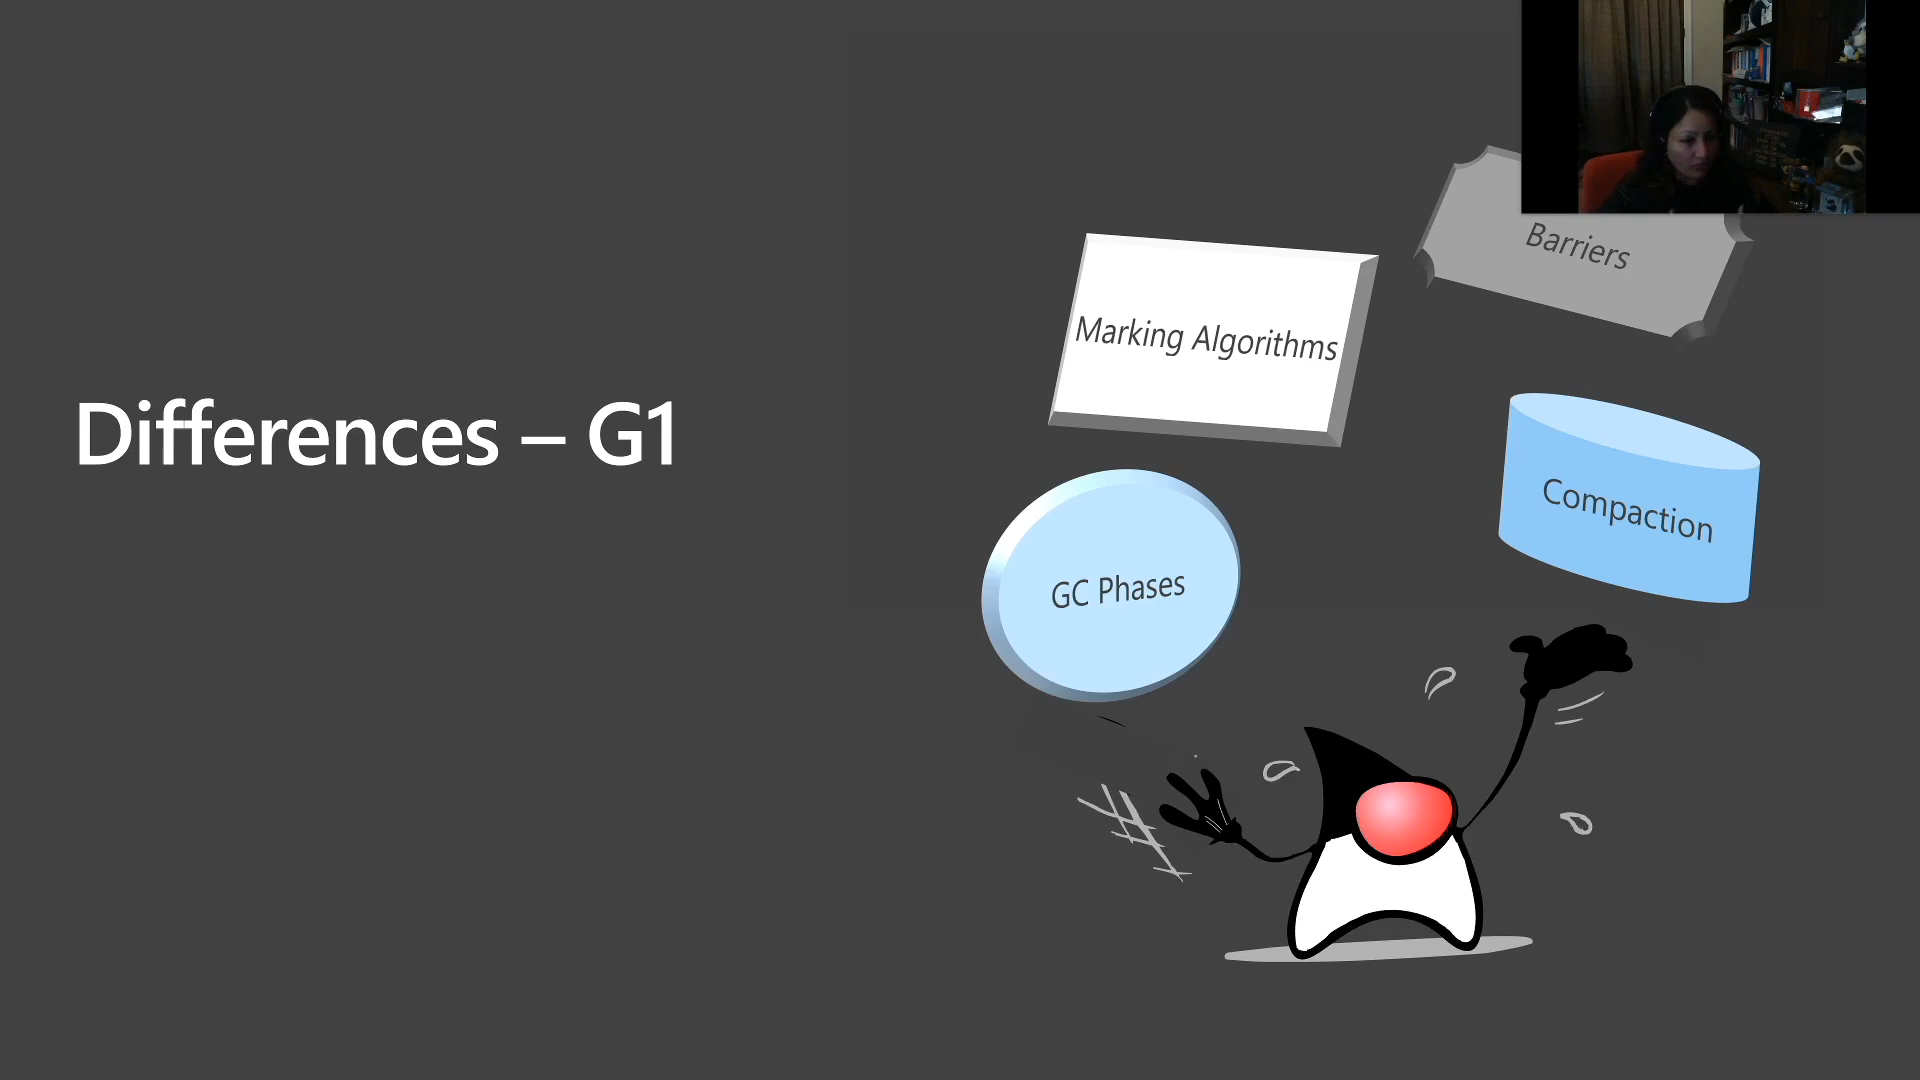 Differences – G1
Barriers
Marking Algorithms
Compaction
GC Phases